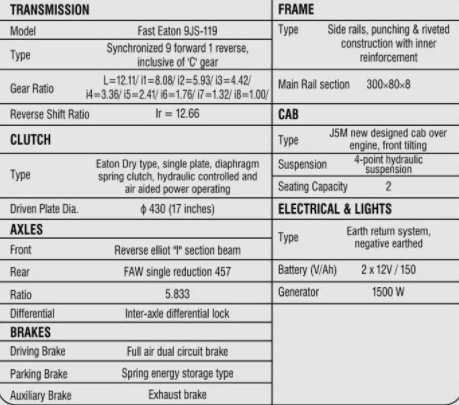 TRANSMISSION
Model Fast Eaton 9JS-119
Type Synchronized 9 forward 1 reverse,
inclusive of 'C' gear
Gear Ratio L=12.11/ i1=8.08/ i2=5.93/ i3=4.42/
i4=3.36/ i5=2.41/ i6=1.76/ i7=1.32/ i8=1.00/
Reverse Shift Ratio Ir = 12.66
CLUTCH
Type Eaton Dry type, single plate, diaphragm
spring clutch, hydraulic controlled and
air aided power operating
Driven Plate Dia. ϕ 430 (17 inches)
AXLES
Front Reverse elliot "I" section beam
Rear FAW single reduction 457
Ratio 5.833
Differential Inter-axle differential lock
BRAKES
Driving Brake Full air dual circuit brake
Parking Brake Spring energy storage type
Auxiliary Brake Exhaust brake
FRAME
Type Side rails, punching & riveted
construction with inner
reinforcement
Main Rail section 300×80×8
CAB
Type J5M new designed cab over
engine, front tilting
Suspension 4-point hydraulic
suspension
Seating Capacity 2
ELECTRICAL & LIGHTS
Type Earth return system,
negative earthed
Battery (V/Ah) 2 x 12V / 150
Generator 1500 W